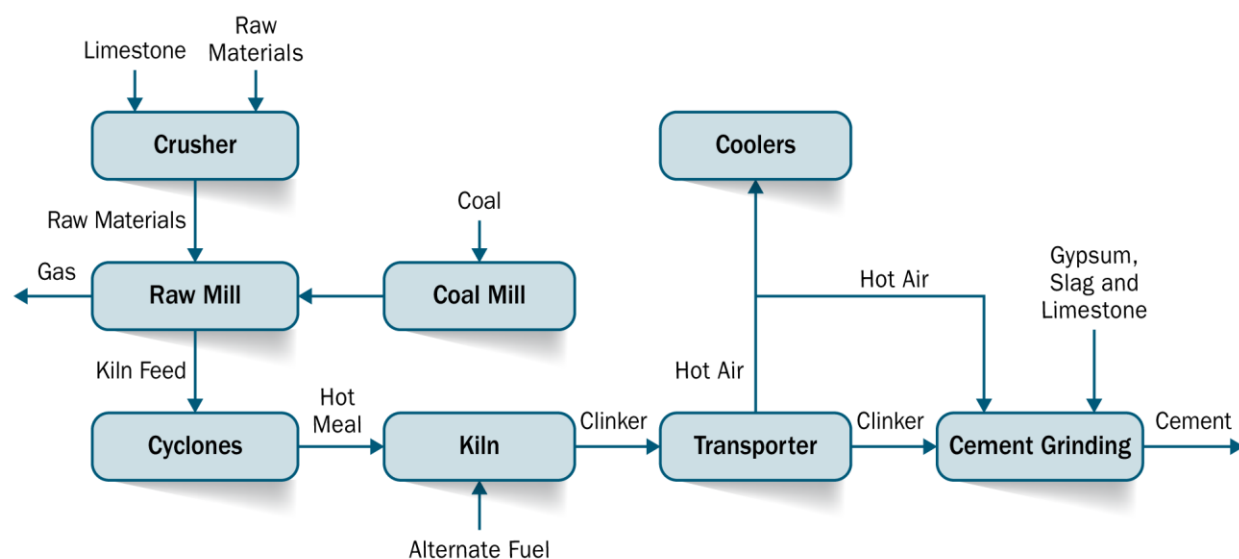 Limestone
Raw
Materials
Crusher
Coolers
Raw Materials
Coal
Gas
Raw Mill
Coal Mill
Hot Air
Gypsum,
Slag and
Limestone
Kiln Feed
Hot
Meal
Hot Air
Cyclones
Kiln
Clinker
Transporter
Clinker
Cement Grinding
Cement
Alternate Fuel